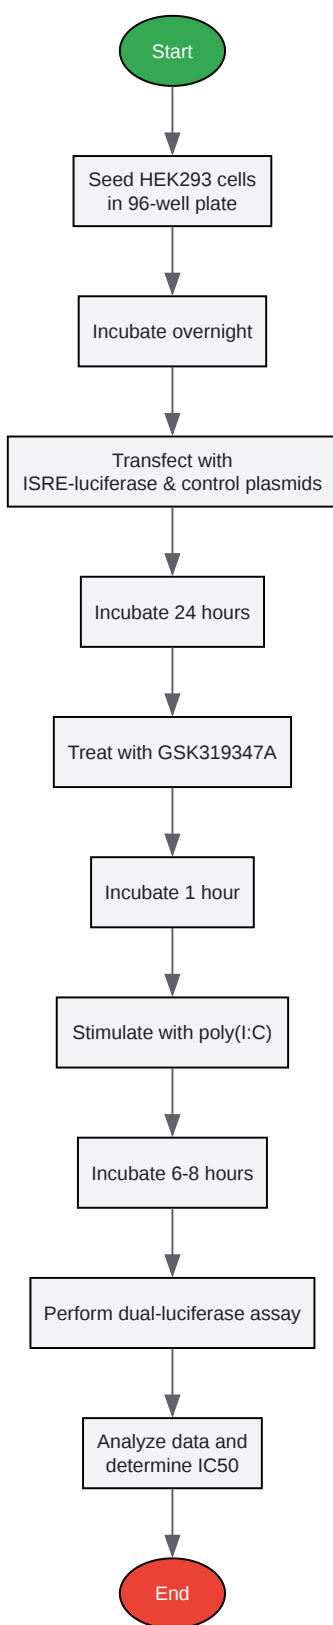 Start
Seed HEK293 cells
in 96-well plate
Incubate overnight
Transfect with
ISRE-luciferase & control plasmids
Incubate 24 hours
Treat with GSK319347A
Incubate 1 hour
Stimulate with poly(I:C)
Incubate 6-8 hours
Perform dual-luciferase assay
Analyze data and
determine IC50
End